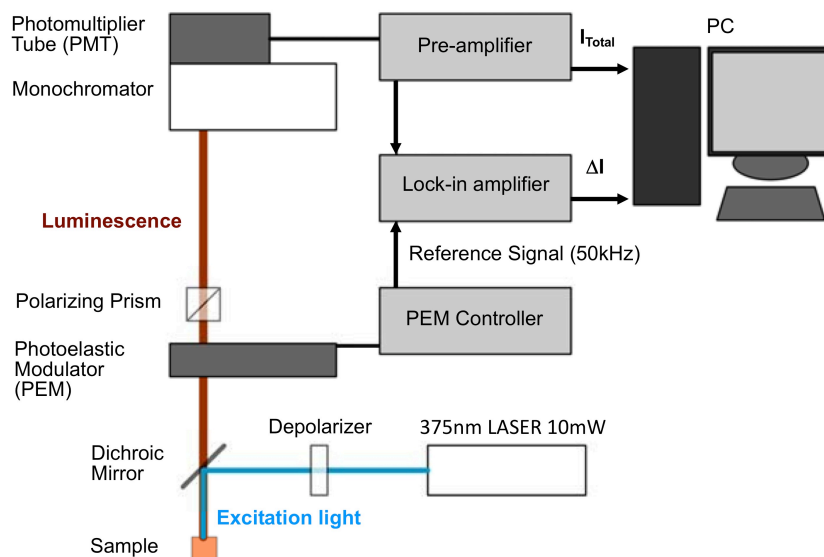 Photomultiplier
Tube (PMT)
Pre-amplifier
I_Total
PC
Monochromator
Lock-in amplifier
ΔI
Luminescence
Reference Signal (50kHz)
Polarizing Prism
PEM Controller
Photoelastic
Modulator
(PEM)
Depolarizer
375nm LASER 10mW
Dichroic
Mirror
Excitation light
Sample